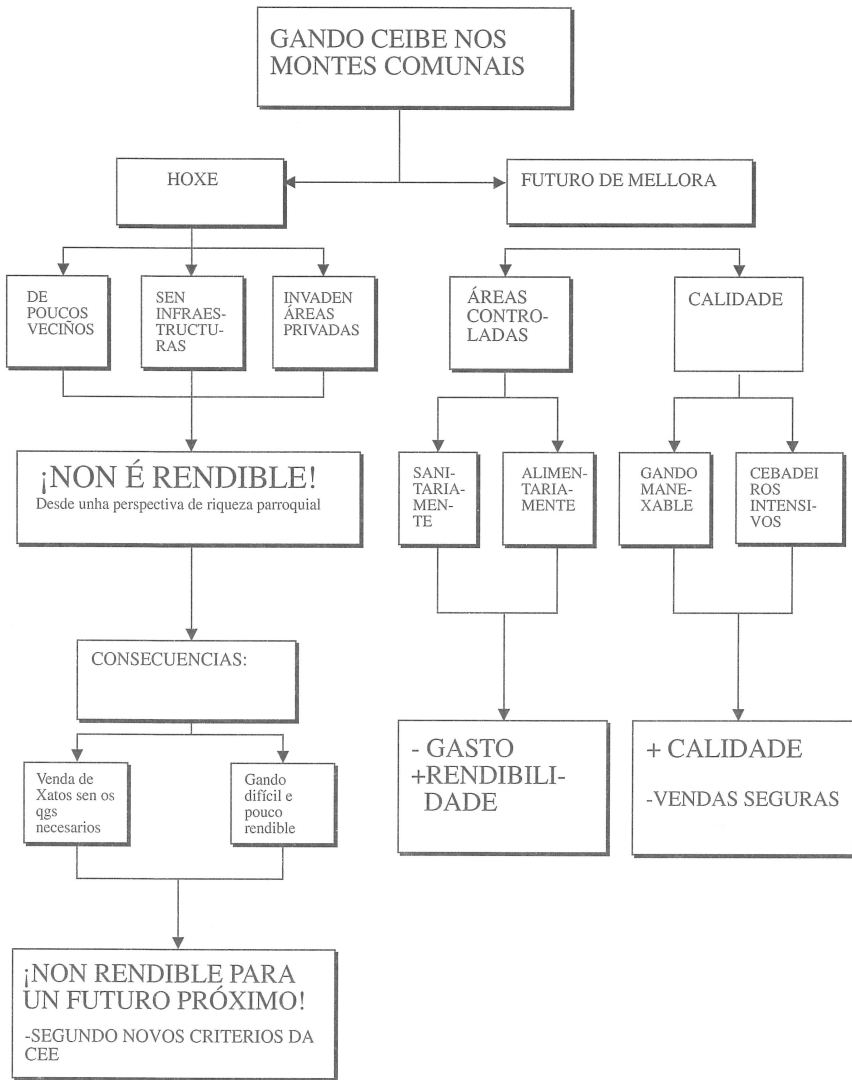 GANDO CEIBE NOS
MONTES COMUNAIS
HOXE
FUTURO DE MELLORA
DE
POUCOS
VECIÑOS
SEN
INFRAES-
TRUCTU-
RAS
INVADEN
ÁREAS
PRIVADAS
ÁREAS
CONTRO-
LADAS
CALIDADE
¡NON É RENDIBLE!
Desde unha perspectiva de riqueza parroquial
SANI-
TARIA-
MEN-
TE
ALIMEN-
TARIA-
MENTE
GANDO
MANE-
XABLE
CEBADEI
ROS
INTENSI-
VOS
CONSECUENCIAS:
Venda de
Xatos sen os
qgs
necesarios
Gando
difícil e
pouco
rendible
- GASTO
+RENDIBILI-
DADE
+ CALIDADE
-VENDAS SEGURAS
¡NON RENDIBLE PARA
UN FUTURO PRÓXIMO!
-SEGUNDO NOVOS CRITERIOS DA
CEE